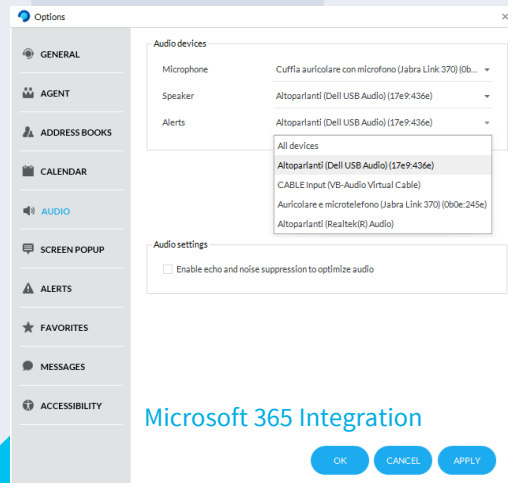 Options
GENERAL
AGENT
ADDRESS BOOKS
CALENDAR
AUDIO
SCREEN POPUP
ALERTS
FAVORITES
MESSAGES
ACCESSIBILITY
Audio devices
Microphone Cuffia auricolare con microfono (Jabra Link 370) (0b...
Speaker Altoparlanti (Dell USB Audio) (17e9:436e)
Alerts Altoparlanti (Dell USB Audio) (17e9:436e)
All devices
Altoparlanti (Dell USB Audio) (17e9:436e)
CABLE Input (VB-Audio Virtual Cable)
Auricolare e microtelefono (Jabra Link 370) (0b0e:245e)
Altoparlanti (Realtek(R) Audio)
Audio settings
Enable echo and noise suppression to optimize audio
Microsoft 365 Integration
OK CANCEL APPLY